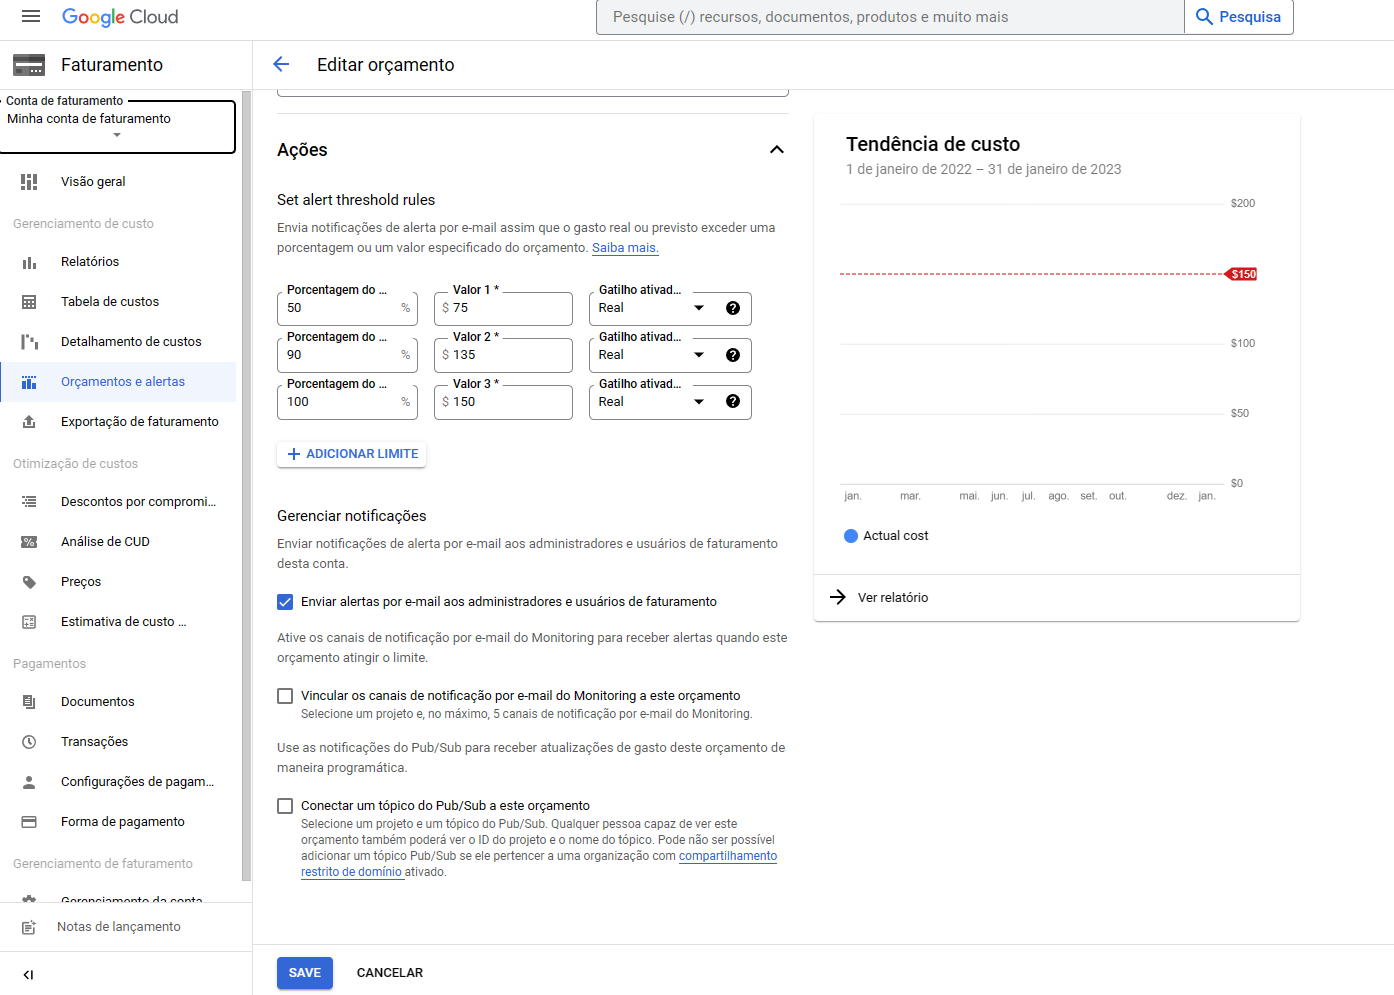 Google Cloud
Pesquise (/) recursos, documentos, produtos e muito mais
Pesquisa
Faturamento
Conta de faturamento
Minha conta de faturamento
Visão geral
Gerenciamento de custo
Relatórios
Tabela de custos
Detalhamento de custos
Orçamentos e alertas
Exportação de faturamento
Otimização de custos
Descontos por compromi...
Análise de CUD
Preços
Estimativa de custo ...
Pagamentos
Documentos
Transações
Configurações de pagam...
Forma de pagamento
Gerenciamento de faturamento
Gerenciamento da conta
Notas de lançamento
Editar orçamento
Ações
Set alert threshold rules
Envia notificações de alerta por e-mail assim que o gasto real ou previsto exceder uma
porcentagem ou um valor especificado do orçamento. Saiba mais.
Porcentagem do ... Valor 1 * Gatilho ativad...
50 % $ 75 Real
Porcentagem do ... Valor 2 * Gatilho ativad...
90 % $ 135 Real
Porcentagem do ... Valor 3 * Gatilho ativad...
100 % $ 150 Real
ADICIONAR LIMITE
Gerenciar notificações
Enviar notificações de alerta por e-mail aos administradores e usuários de faturamento
desta conta.
Enviar alertas por e-mail aos administradores e usuários de faturamento
Ative os canais de notificação por e-mail do Monitoring para receber alertas quando este
orçamento atingir o limite.
Vincular os canais de notificação por e-mail do Monitoring a este orçamento
Selecione um projeto e, no máximo, 5 canais de notificação por e-mail do Monitoring.
Use as notificações do Pub/Sub para receber atualizações de gasto deste orçamento de
maneira programática.
Conectar um tópico do Pub/Sub a este orçamento
Selecione um projeto e um tópico do Pub/Sub. Qualquer pessoa capaz de ver este
orçamento também poderá ver o ID do projeto e o nome do tópico. Pode não ser possível
adicionar um tópico Pub/Sub se ele pertencer a uma organização com compartilhamento
restrito de domínio ativado.
SAVE CANCELAR
Tendência de custo
1 de janeiro de 2022 – 31 de janeiro de 2023
$200
$150
$100
$50
$0
jan. mar. mai. jun. jul. ago. set. out. dez. jan.
Actual cost
Ver relatório